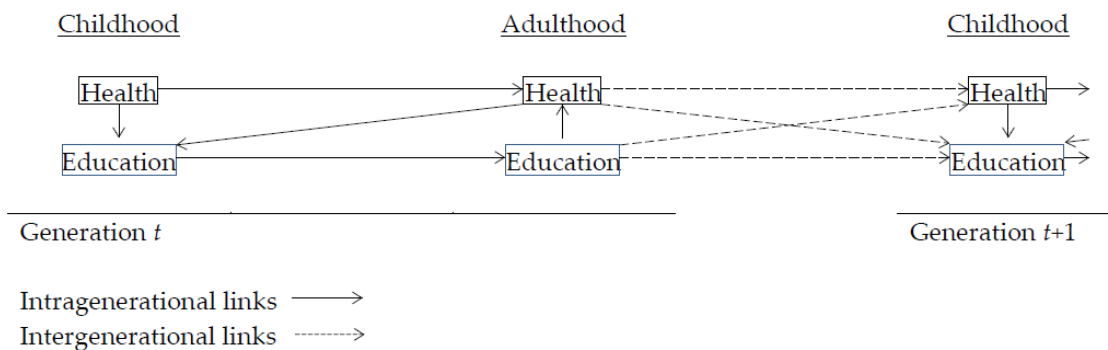 Childhood Adulthood Childhood
Health Health Health
Education Education Education
Generation t Generation t+1
Intragenerational links
Intergenerational links